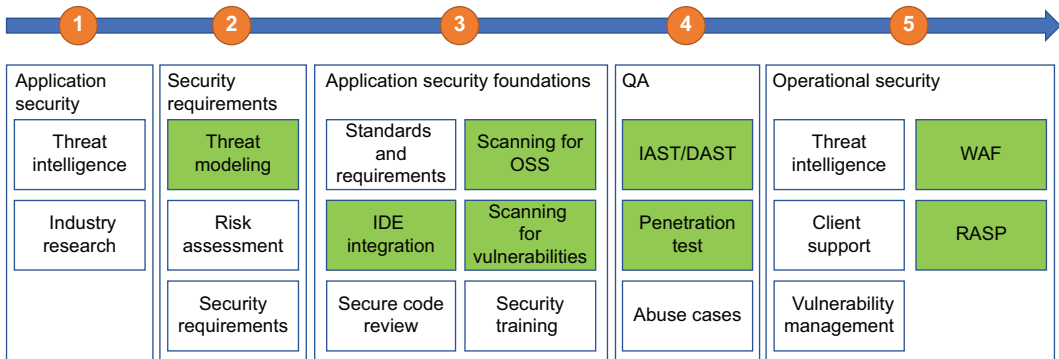 1
2
3
4
5
Application
security
Threat
intelligence
Industry
research
Security
requirements
Threat
modeling
Risk
assessment
Security
requirements
Application security foundations
Standards
and
requirements
Scanning for
OSS
IDE
integration
Scanning
for
vulnerabilities
Secure code
review
Security
training
QA
IAST/DAST
Penetration
test
Abuse cases
Operational security
Threat
intelligence
WAF
Client
support
RASP
Vulnerability
management